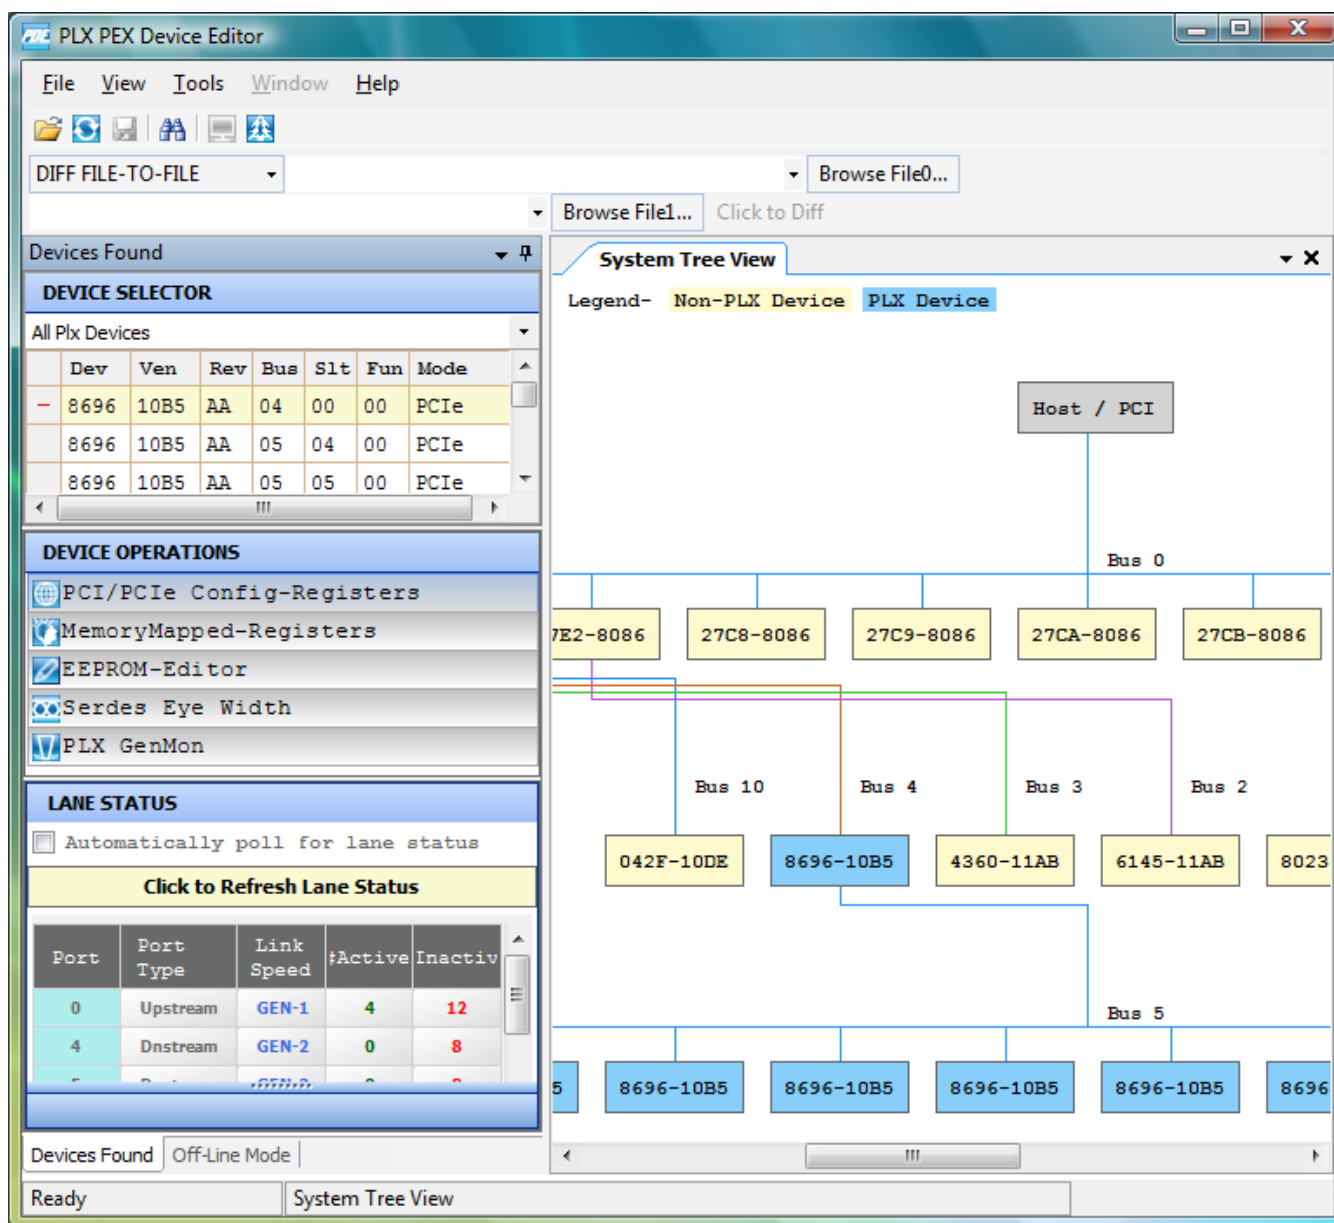 PDE PLX PEX Device Editor
File View Tools Window Help
DIFF FILE-TO-FILE Browse File0...
Browse File1... Click to Diff
Devices Found
DEVICE SELECTOR
All Plx Devices
Dev Ven Rev Bus Slt Fun Mode
8696 10B5 AA 04 00 00 PCIe
8696 10B5 AA 05 04 00 PCIe
8696 10B5 AA 05 05 00 PCIe
DEVICE OPERATIONS
PCI/PCIe Config-Registers
MemoryMapped-Registers
EEPROM-Editor
Serdes Eye Width
PLX GenMon
LANE STATUS
Automatically poll for lane status
Click to Refresh Lane Status
Port Port Type Link Speed #Active Inactiv
0 Upstream GEN-1 4 12
4 Dnstream GEN-2 0 8
Devices Found Off-Line Mode
System Tree View
Legend- Non-PLX Device PLX Device
Host / PCI
Bus 0
7E2-8086 27C8-8086 27C9-8086 27CA-8086 27CB-8086
Bus 10 Bus 4 Bus 3 Bus 2
042F-10DE 8696-10B5 4360-11AB 6145-11AB 8023
Bus 5
5 8696-10B5 8696-10B5 8696-10B5 8696-10B5 8696
Ready System Tree View